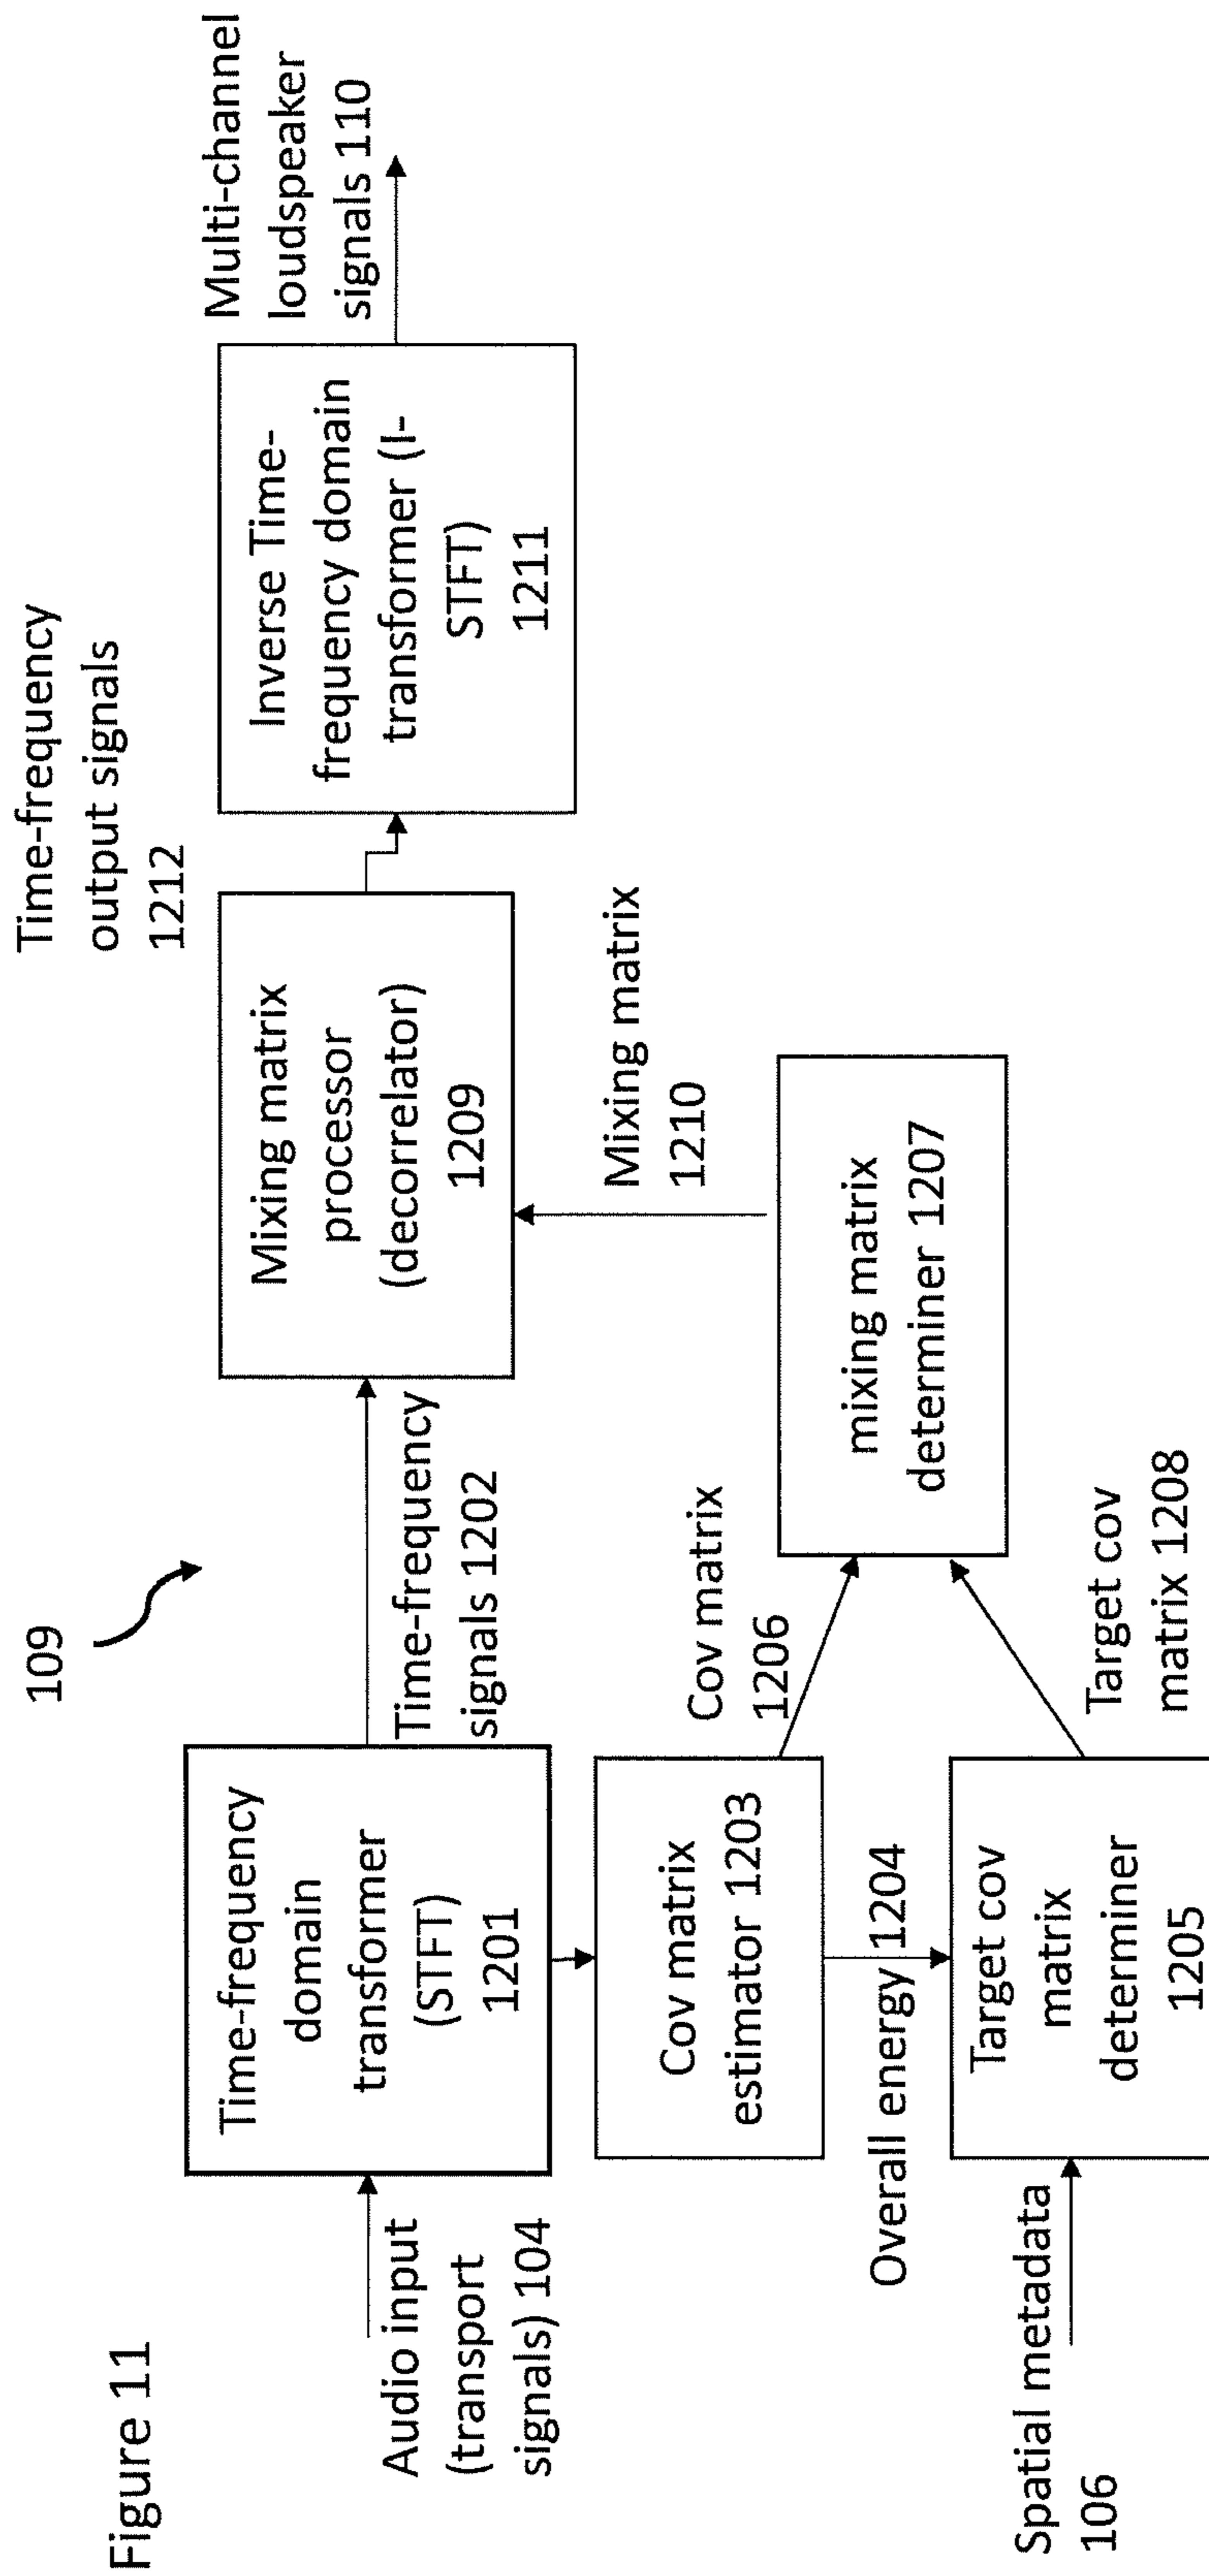 Figure 11
109
Audio input
(transport
signals) 104
Time-frequency
domain
transformer
(STFT)
1201
Time-frequency
signals 1202
Mixing matrix
processor
(decorrelator)
1209
Time-frequency
output signals
1212
Inverse Time-
frequency domain
transformer (I-
STFT)
1211
Multi-channel
loudspeaker
signals 110
Cov matrix
estimator 1203
Cov matrix
1206
Overall energy 1204
Spatial metadata
106
Target cov
matrix
determiner
1205
Target cov
matrix 1208
mixing matrix
determiner 1207
Mixing matrix
1210